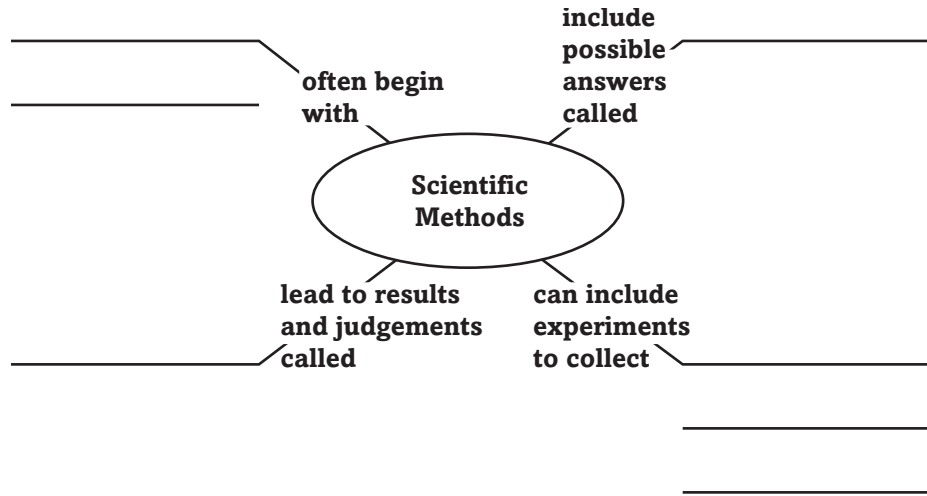 often begin
with
include
possible
answers
called
Scientific
Methods
lead to results
and judgements
called
can include
experiments
to collect